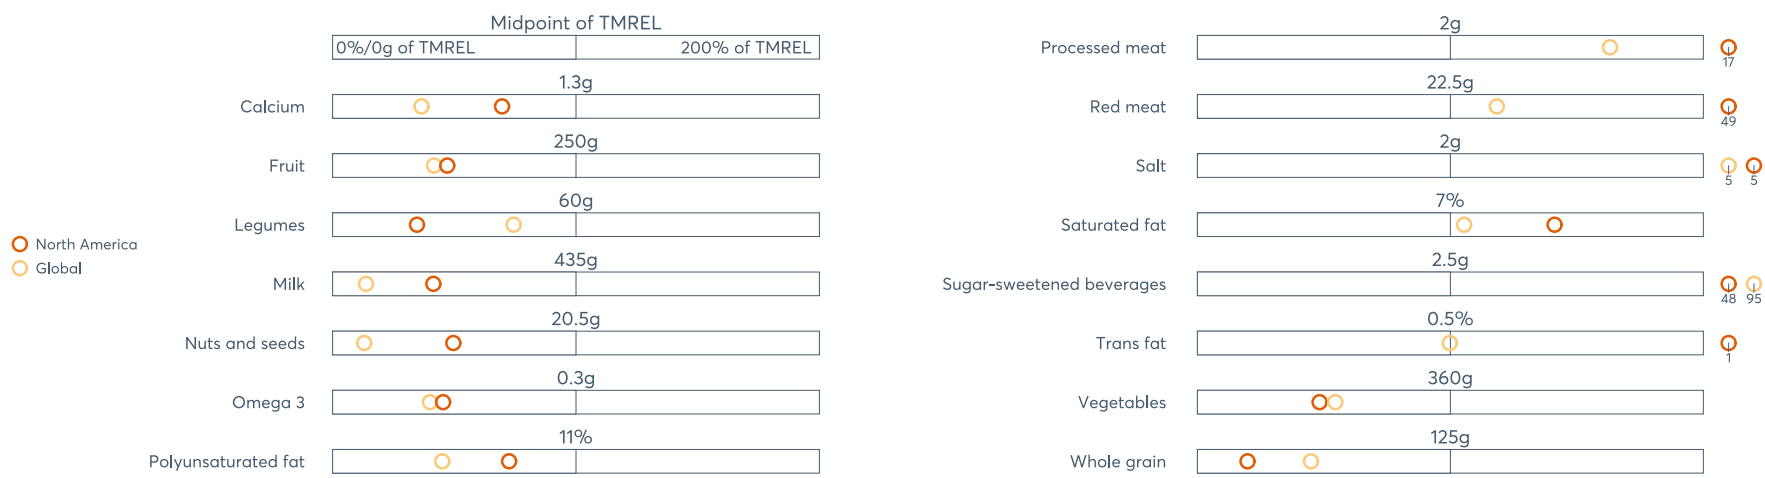 Midpoint of TMREL
0%/0g of TMREL
200% of TMREL
1.3g
Calcium
250g
Fruit
60g
Legumes
North America
Global
435g
Milk
20.5g
Nuts and seeds
0.3g
Omega 3
11%
Polyunsaturated fat
2g
Processed meat
17
22.5g
Red meat
49
2g
Salt
5 5
7%
Saturated fat
2.5g
Sugar-sweetened beverages
48 95
0.5%
Trans fat
1
360g
Vegetables
125g
Whole grain